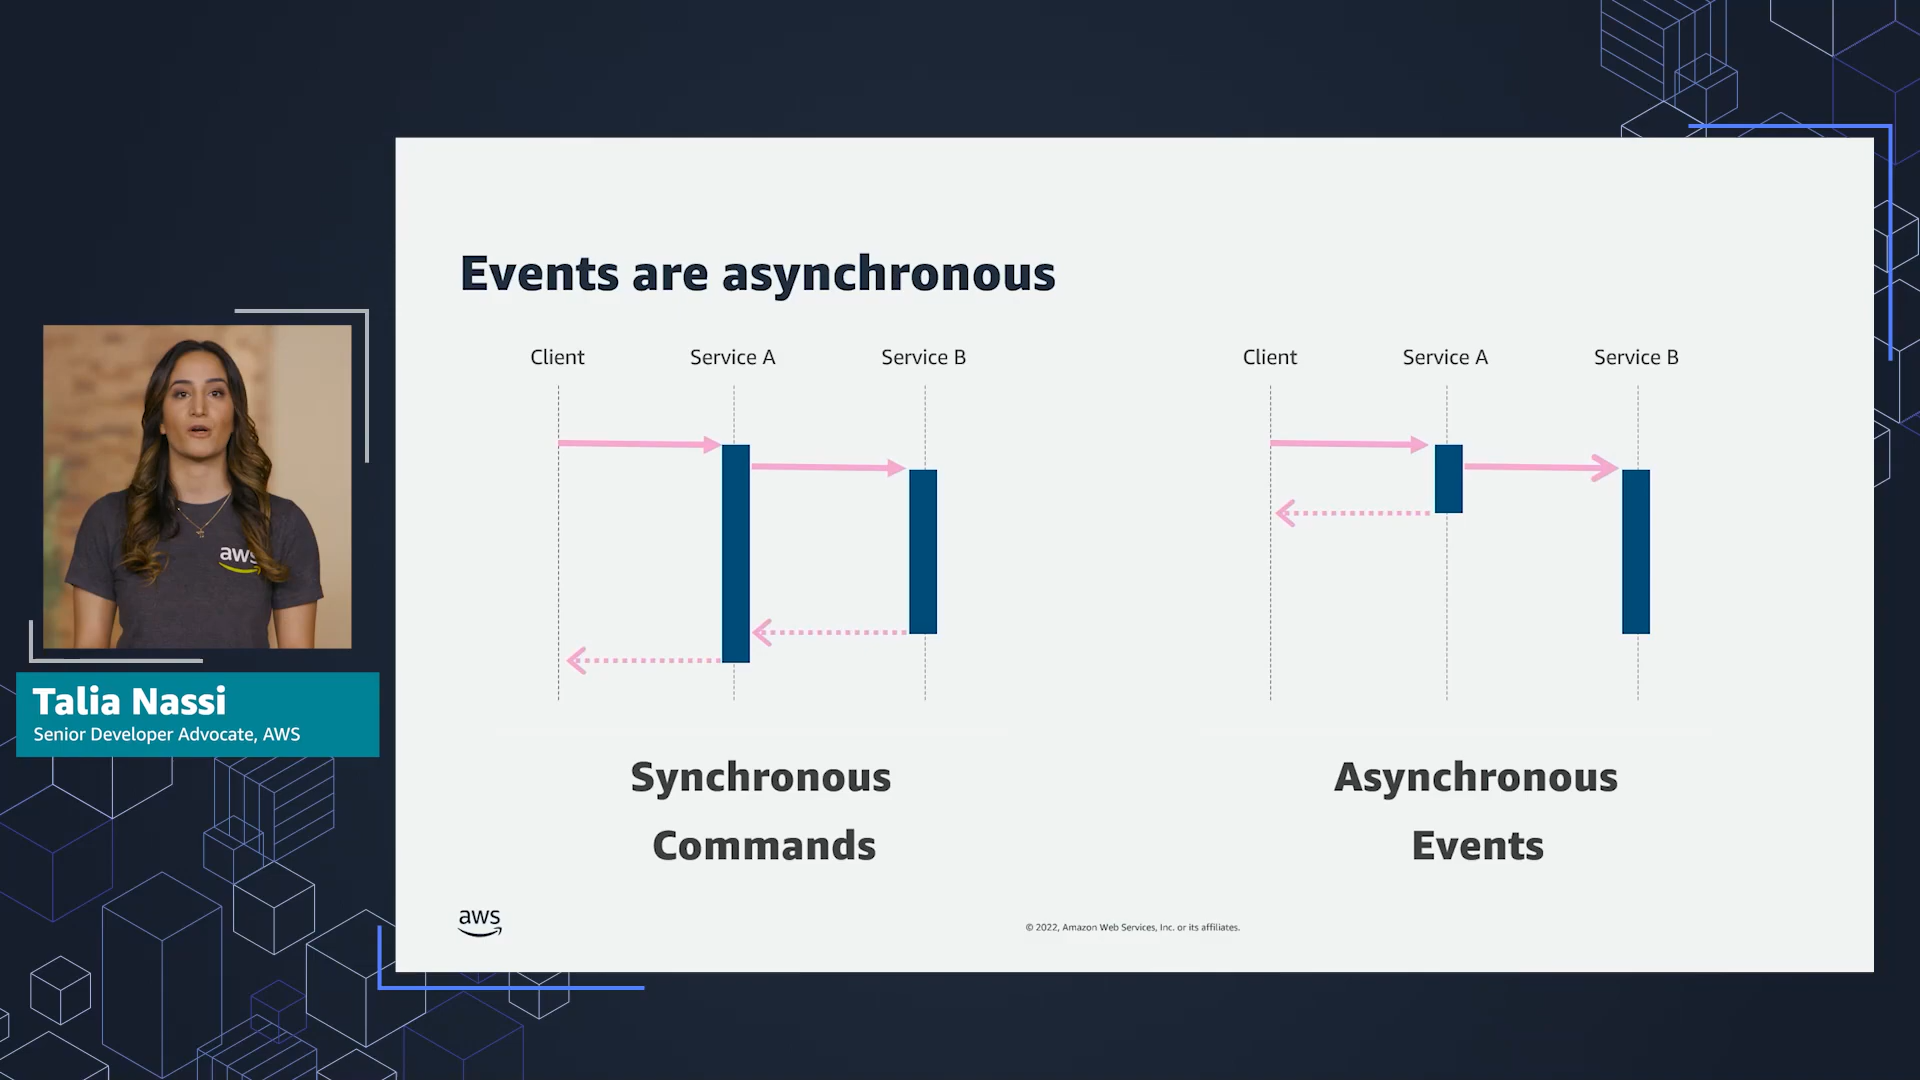 Events are asynchronous
Client Service A Service B
Client Service A Service B
aws
Talia Nassi
Senior Developer Advocate, AWS
Synchronous
Commands
Asynchronous
Events
aws
© 2022, Amazon Web Services, Inc. or its affiliates.